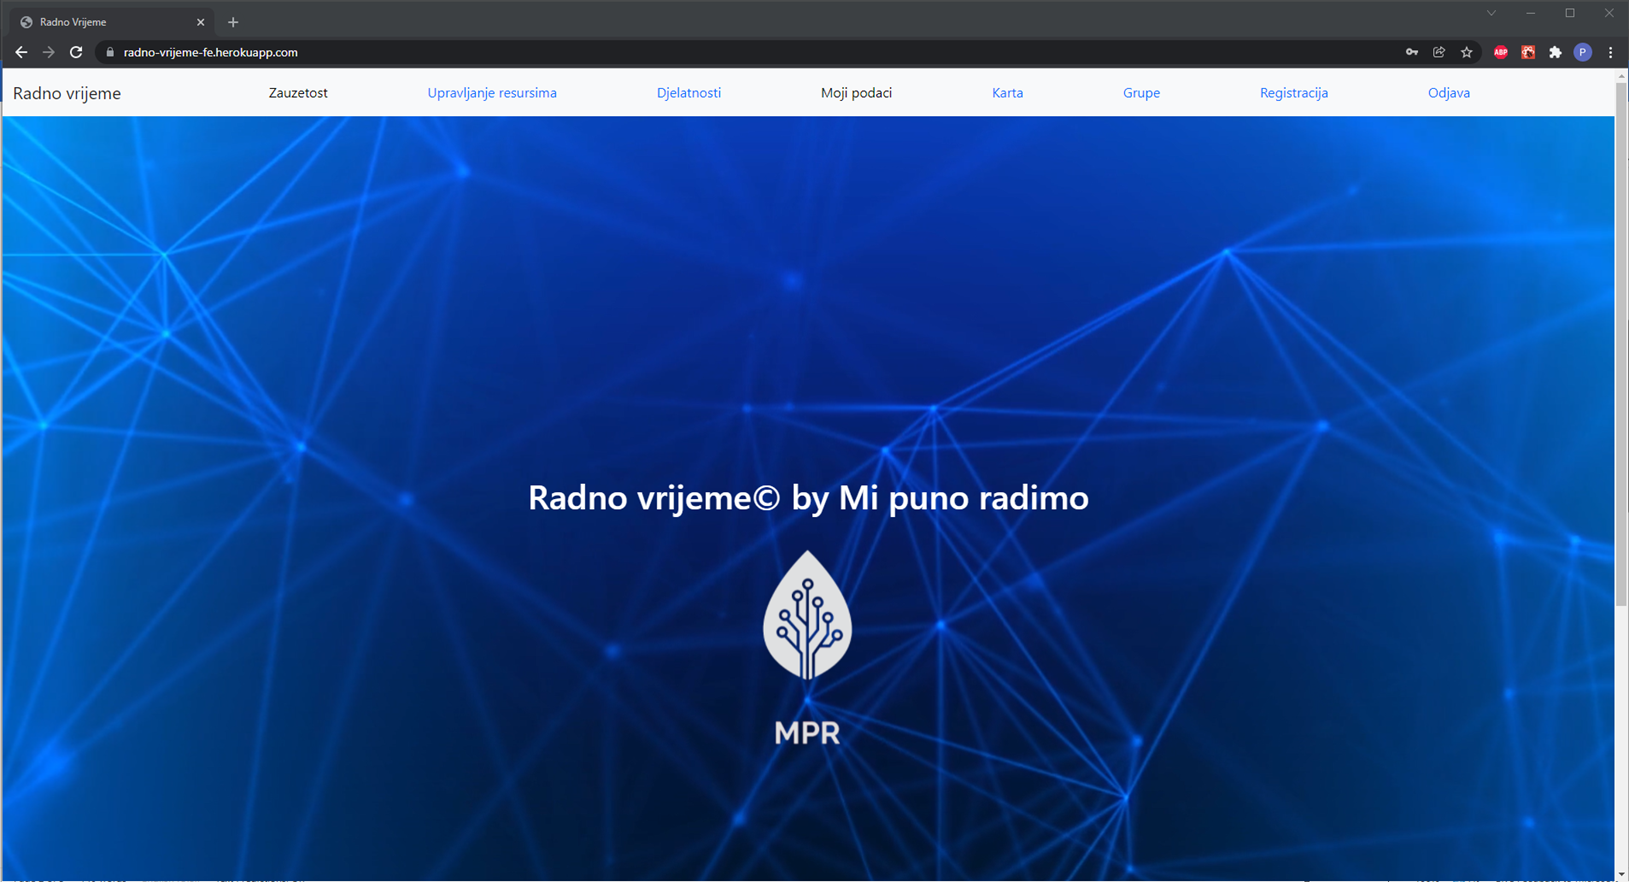 Radno Vrijeme
radno-vrijeme-fe.herokuapp.com
ABP
P
Radno vrijeme
Zauzetost
Upravljanje resursima
Djelatnosti
Moji podaci
Karta
Grupe
Registracija
Odjava
Radno vrijeme© by Mi puno radimo
MPR